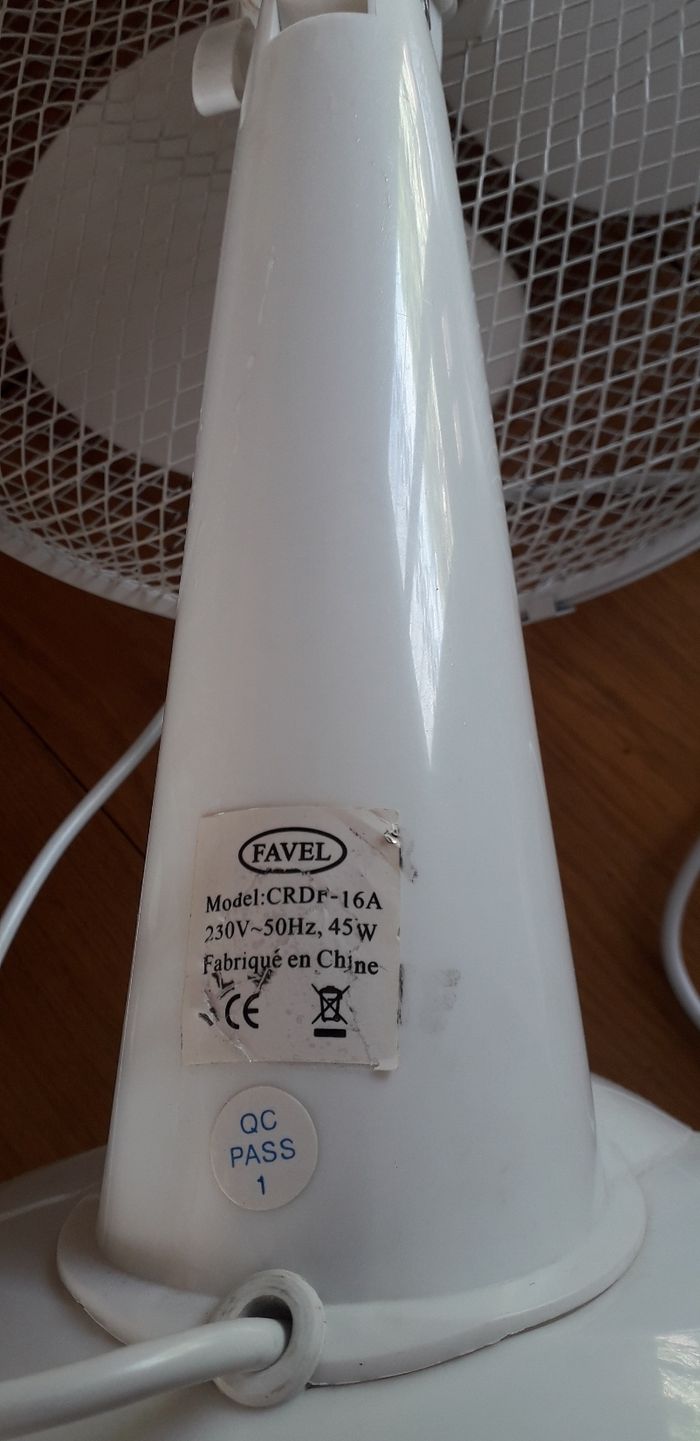 FAVEL
Model:CRDF-16A
230V~50Hz, 45W
Fabriqué en Chine
CE
QC
PASS
1